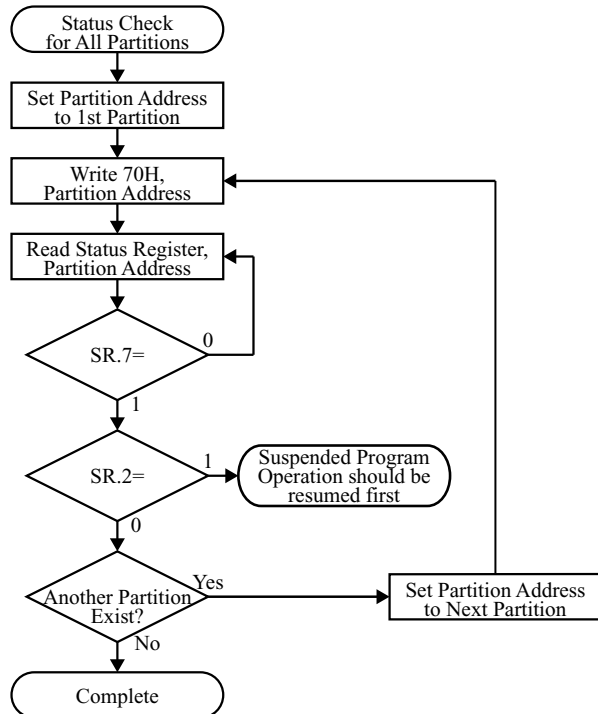 Status Check
for All Partitions
Set Partition Address
to 1st Partition
Write 70H,
Partition Address
Read Status Register,
Partition Address
SR.7=
0
1
SR.2=
1
Suspended Program
Operation should be
resumed first
0
Another Partition
Exist?
Yes
Set Partition Address
to Next Partition
No
Complete